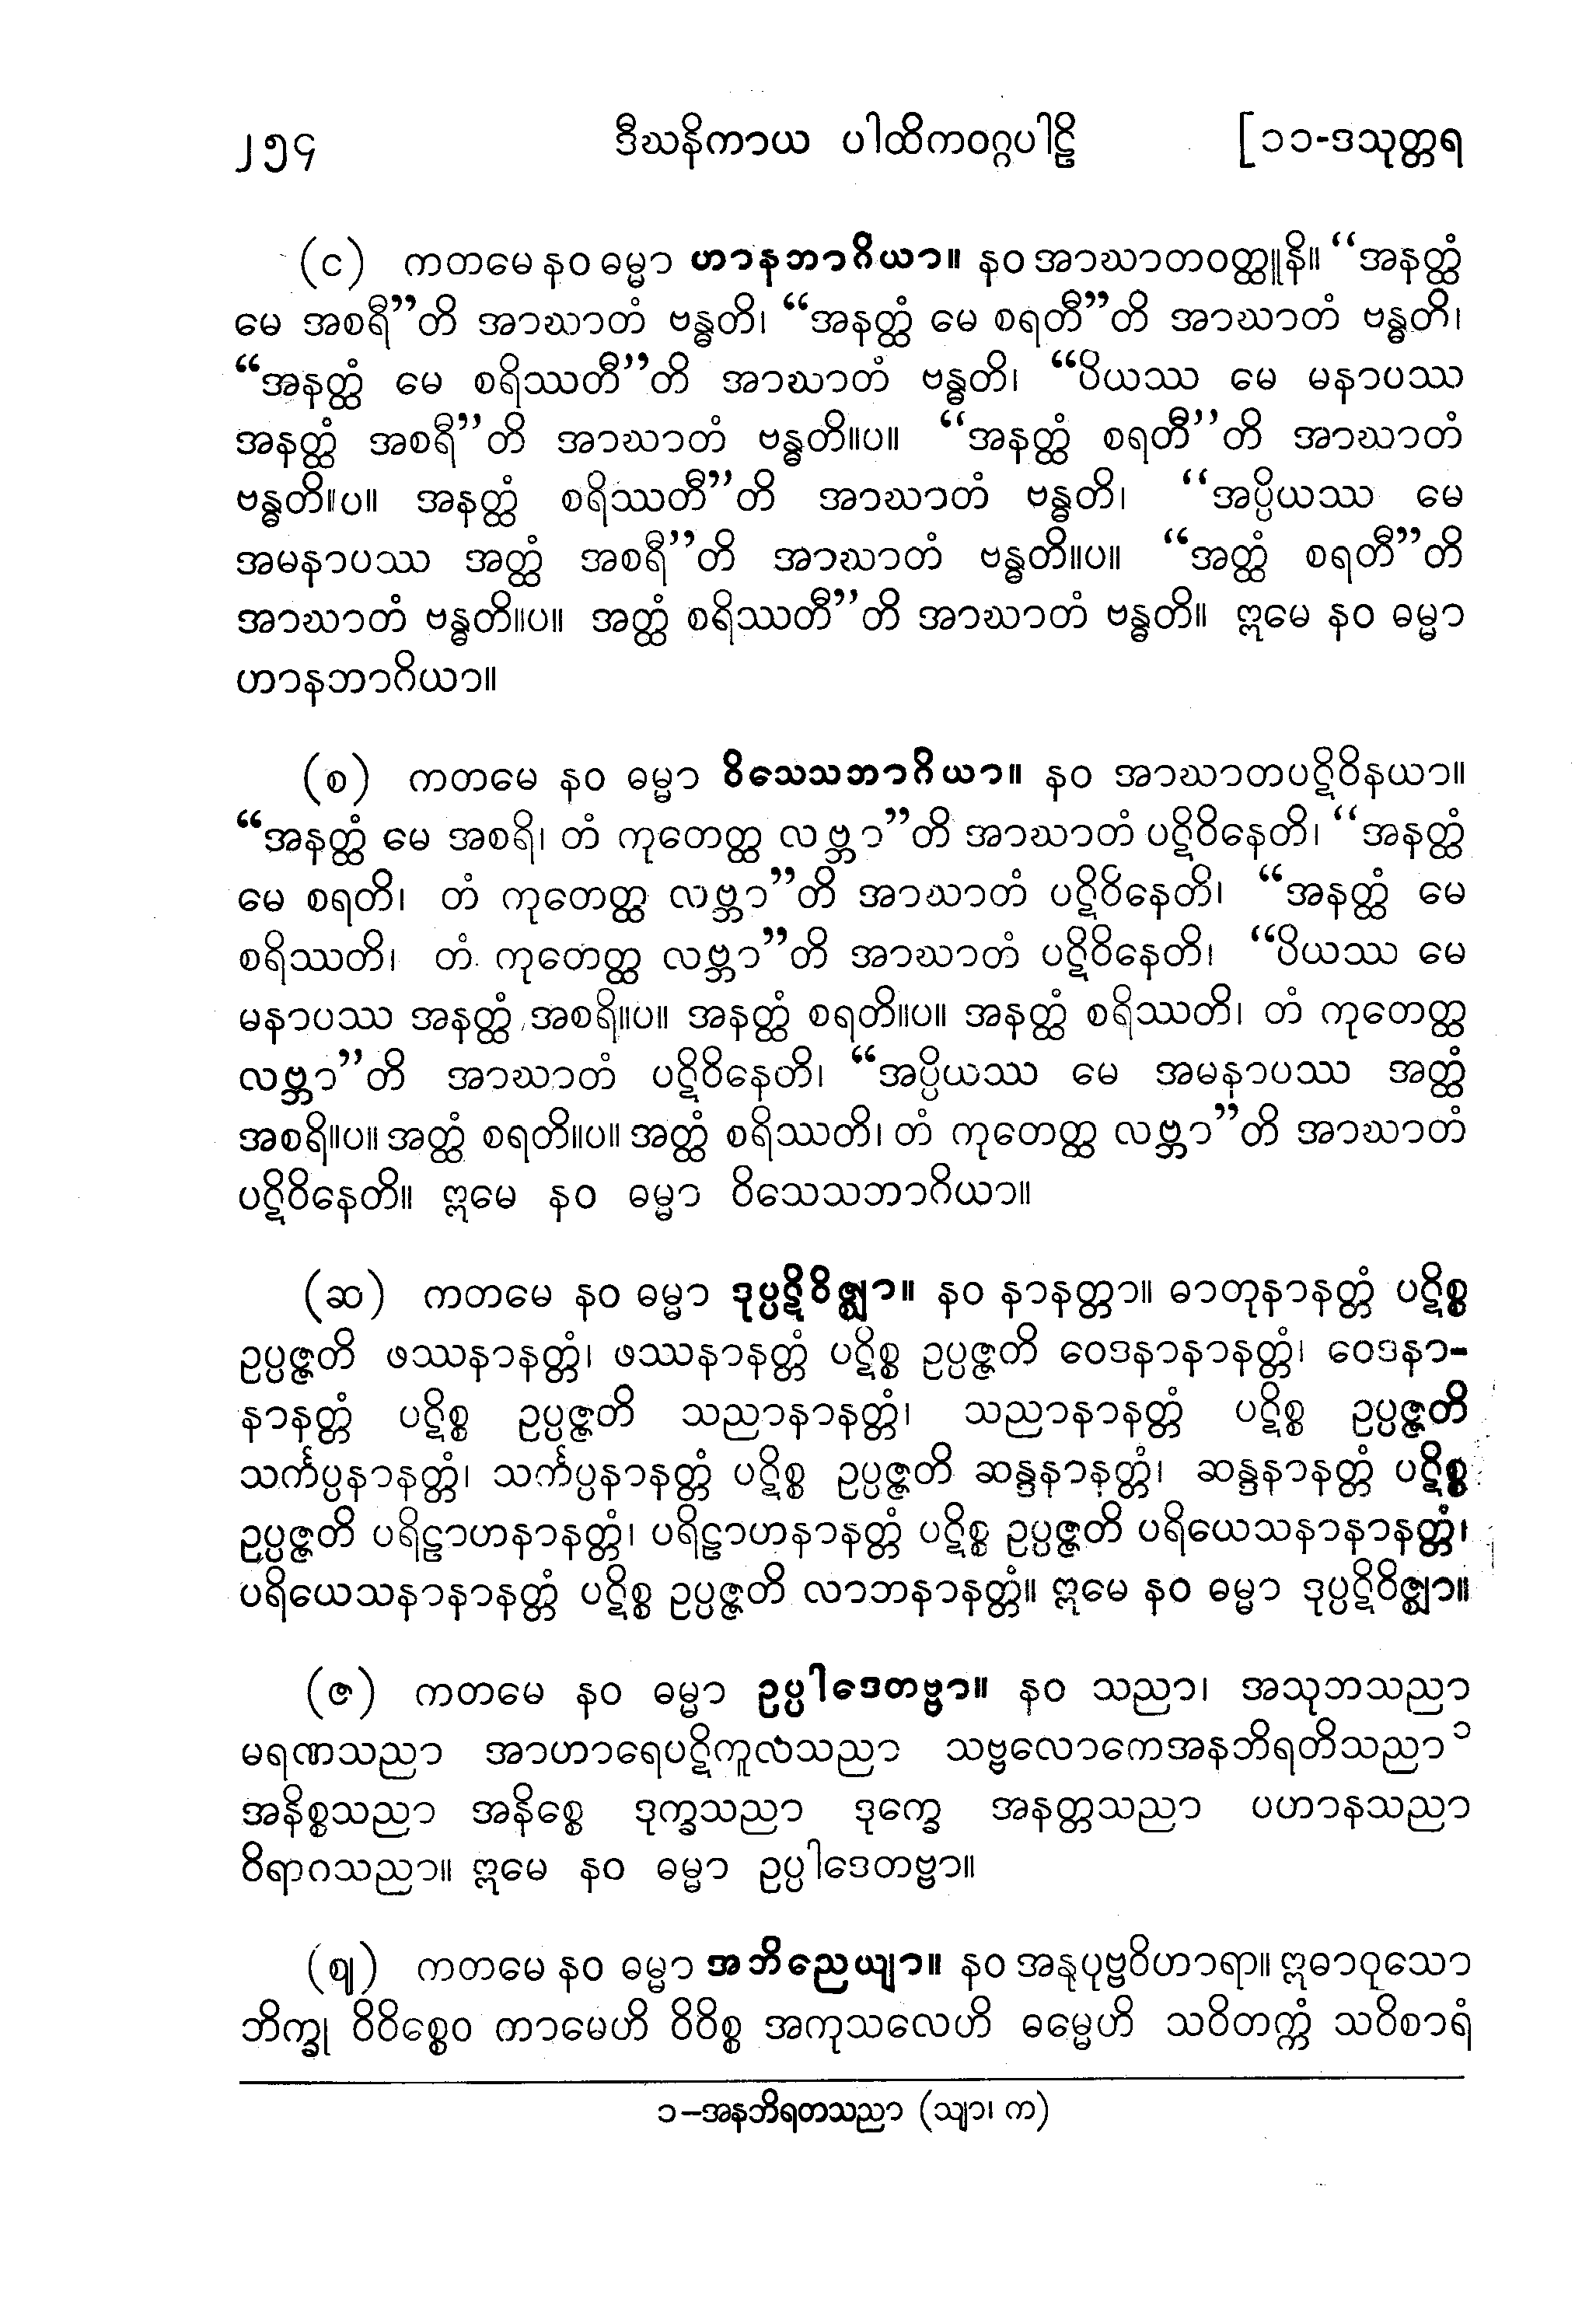 ၂၅၄ ဒီဃနိကာယ ပါထိကဝဂ္ဂပါဠိ [၁၁-ဒသုတ္တရ
(င) ကတမေ နဝ ဓမ္မာ ဟာနဘာဂိယာ။ နဝ အာဃာတဝတ္ထူနိ။ “အနတ္ထံ
မေ အစရီ”တိ အာဃာတံ ဗန္ဓတိ၊ “အနတ္ထံ မေ စရတီ”တိ အာဃာတံ ဗန္ဓတိ၊
“အနတ္ထံ မေ စရိဿတီ”တိ အာဃာတံ ဗန္ဓတိ၊ “ပိယဿ မေ မနာပဿ
အနတ္ထံ အစရီ”တိ အာဃာတံ ဗန္ဓတိ။ပ။ “အနတ္ထံ စရတီ”တိ အာဃာတံ
ဗန္ဓတိ။ပ။ အနတ္ထံ စရိဿတီ”တိ အာဃာတံ ဗန္ဓတိ၊ “အပ္ပိယဿ မေ
အမနာပဿ အတ္ထံ အစရီ”တိ အာဃာတံ ဗန္ဓတိ။ပ။ “အတ္ထံ စရတီ”တိ
အာဃာတံ ဗန္ဓတိ။ပ။ အတ္ထံ စရိဿတီ”တိ အာဃာတံ ဗန္ဓတိ။ ဣမေ နဝ ဓမ္မာ
ဟာနဘာဂိယာ။
(စ) ကတမေ နဝ ဓမ္မာ ဝိသေသဘာဂိယာ။ နဝ အာဃာတပဋိဝိနယာ။
“အနတ္ထံ မေ အစရိ၊ တံ ကုတေတ္ထ လဗ္ဘာ”တိ အာဃာတံ ပဋိဝိနေတိ၊ “အနတ္ထံ
မေ စရတိ၊ တံ ကုတေတ္ထ လဗ္ဘာ”တိ အာဃာတံ ပဋိဝိနေတိ၊ “အနတ္ထံ မေ
စရိဿတိ၊ တံ ကုတေတ္ထ လဗ္ဘာ”တိ အာဃာတံ ပဋိဝိနေတိ၊ “ပိယဿ မေ
မနာပဿ အနတ္ထံ အစရိ။ပ။ အနတ္ထံ စရတိ။ပ။ အနတ္ထံ စရိဿတိ၊ တံ ကုတေတ္ထ
လဗ္ဘာ”တိ အာဃာတံ ပဋိဝိနေတိ၊ “အပ္ပိယဿ မေ အမနာပဿ အတ္ထံ
အစရိ။ပ။ အတ္ထံ စရတိ။ပ။ အတ္ထံ စရိဿတိ၊ တံ ကုတေတ္ထ လဗ္ဘာ”တိ အာဃာတံ
ပဋိဝိနေတိ။ ဣမေ နဝ ဓမ္မာ ဝိသေသဘာဂိယာ။
(ဆ) ကတမေ နဝ ဓမ္မာ ဒုပ္ပဋိဝိဇ္ဈာ။ နဝ နာနတ္တာ။ ဓာတုနာနတ္တံ ပဋိစ္စ
ဥပ္ပဇ္ဇတိ ဖဿနာနတ္တံ၊ ဖဿနာနတ္တံ ပဋိစ္စ ဥပ္ပဇ္ဇတိ ဝေဒနာနာနတ္တံ၊ ဝေဒနာ-
နာနတ္တံ ပဋိစ္စ ဥပ္ပဇ္ဇတိ သညာနာနတ္တံ၊ သညာနာနတ္တံ ပဋိစ္စ ဥပ္ပဇ္ဇတိ
သင်္ကပ္ပနာနတ္တံ၊ သင်္ကပ္ပနာနတ္တံ ပဋိစ္စ ဥပ္ပဇ္ဇတိ ဆန္ဒနာနတ္တံ၊ ဆန္ဒနာနတ္တံ ပဋိစ္စ
ဥပ္ပဇ္ဇတိ ပရိဠာဟနာနတ္တံ၊ ပရိဠာဟနာနတ္တံ ပဋိစ္စ ဥပ္ပဇ္ဇတိ ပရိယေသနာနာနတ္တံ၊
ပရိယေသနာနာနတ္တံ ပဋိစ္စ ဥပ္ပဇ္ဇတိ လာဘနာနတ္တံ။ ဣမေ နဝ ဓမ္မာ ဒုပ္ပဋိဝိဇ္ဈာ။
(ဇ) ကတမေ နဝ ဓမ္မာ ဥပ္ပါဒေတဗ္ဗာ။ နဝ သညာ၊ အသုဘသညာ
မရဏသညာ အာဟာရေပဋိကူလသညာ သဗ္ဗလောကေအနဘိရတိသညာ ၁
အနိစ္စသညာ အနိစ္စေ ဒုက္ခသညာ ဒုက္ခေ အနတ္တသညာ ပဟာနသညာ
ဝိရာဂသညာ။ ဣမေ နဝ ဓမ္မာ ဥပ္ပါဒေတဗ္ဗာ။
(ဈ) ကတမေ နဝ ဓမ္မာ အဘိညေယျာ။ နဝ အနုပုဗ္ဗဝိဟာရာ။ ဣဓာဝုသော
ဘိက္ခု ဝိဝိစ္စေဝ ကာမေဟိ ဝိဝိစ္စ အကုသလေဟိ ဓမ္မေဟိ သဝိတက္ကံ သဝိစာရံ
၁-အနဘိရတသညာ (သျာ၊ က)